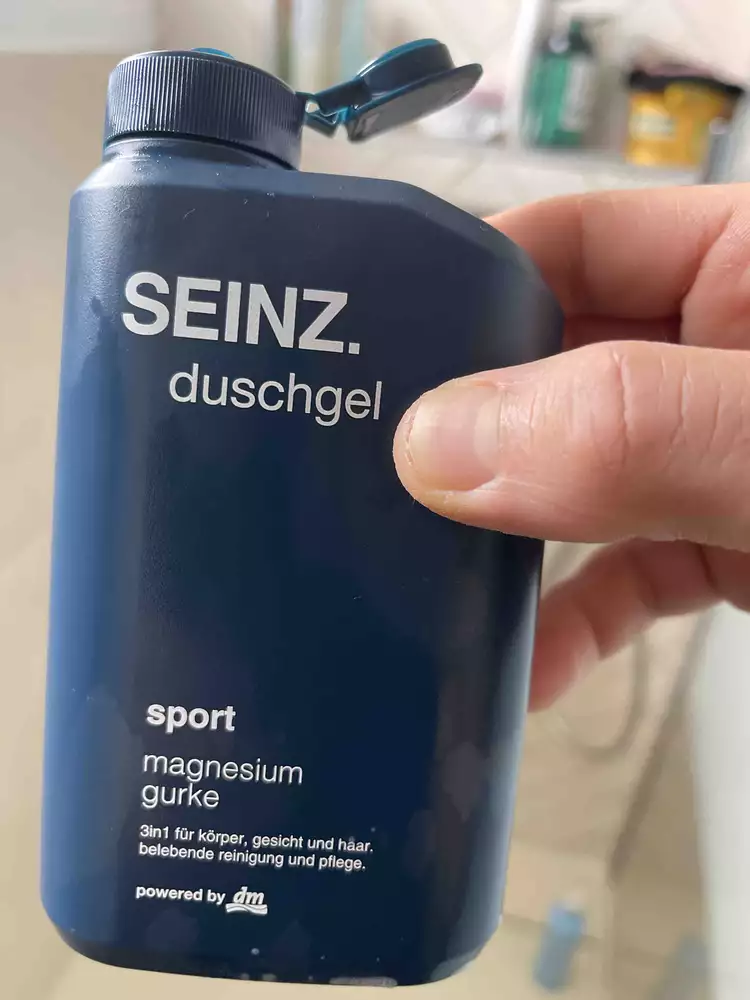 SEINZ.
duschgel
sport
magnesium
gurke
3in1 für körper, gesicht und haar.
belebende reinigung und pflege.
powered by dm